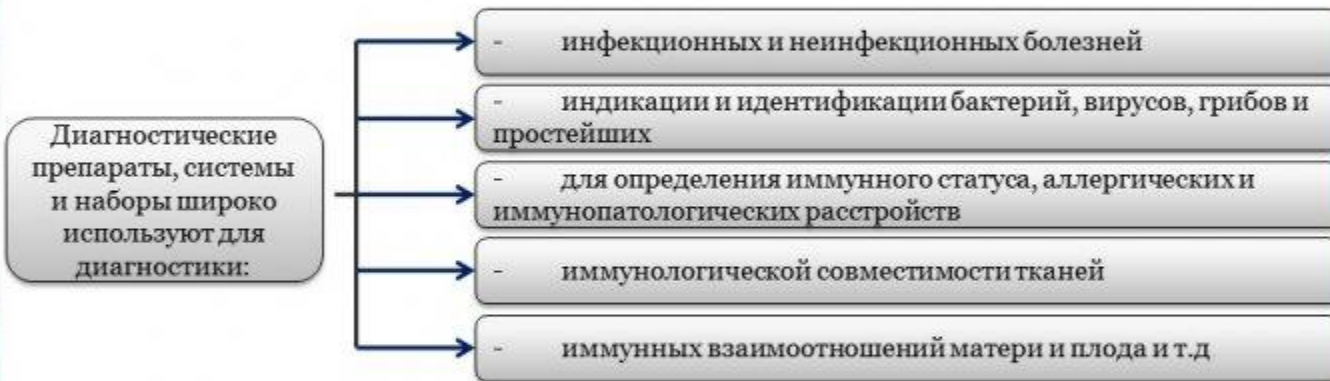 Диагностические
препараты, системы
и наборы широко
используют для
диагностики:
- инфекционных и неинфекционных болезней
- индикации и идентификации бактерий, вирусов, грибов и
простейших
- для определения иммунного статуса, аллергических и
иммунопатологических расстройств
- иммунологической совместимости тканей
- иммунных взаимоотношений матери и плода и т.д